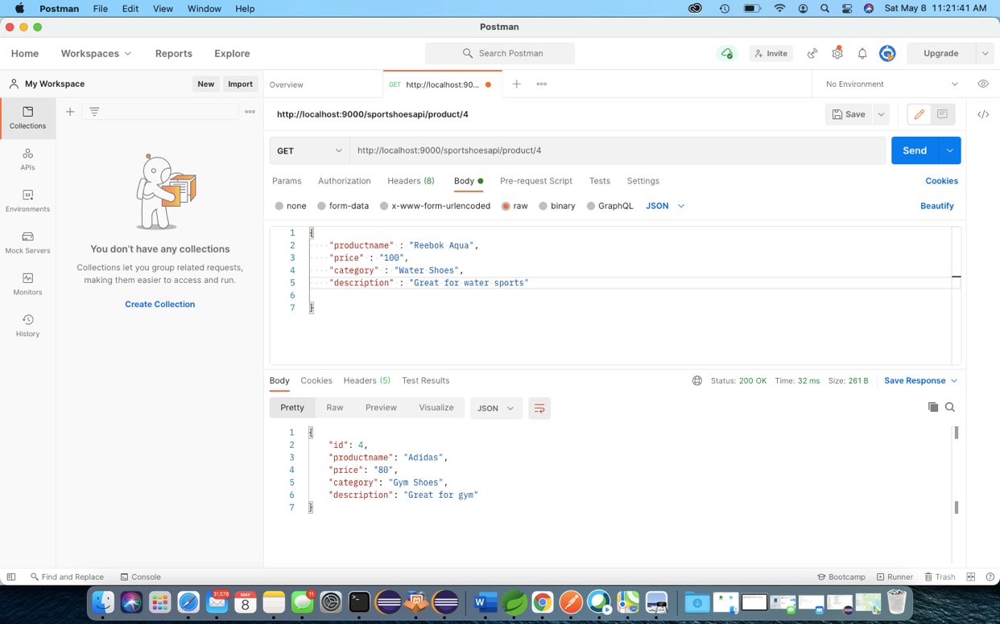 Postman File Edit View Window Help Sat May 8 11:21:41 AM
Postman
Home Workspaces Reports Explore Search Postman Invite Upgrade
My Workspace New Import Overview GET http://localhost:90... No Environment
Collections
APIs
Environments
Mock Servers
Monitors
History
You don't have any collections
Collections let you group related requests,
making them easier to access and run.
Create Collection
http://localhost:9000/sportshoesapi/product/4 Save
GET http://localhost:9000/sportshoesapi/product/4 Send
Params Authorization Headers (8) Body Pre-request Script Tests Settings Cookies
none form-data x-www-form-urlencoded raw binary GraphQL JSON Beautify
1 {
2 "productname" : "Reebok Aqua",
3 "price" : "100",
4 "category" : "Water Shoes",
5 "description" : "Great for water sports"
6
7 }
Body Cookies Headers (5) Test Results Status: 200 OK Time: 32 ms Size: 261 B Save Response
Pretty Raw Preview Visualize JSON
1 {
2 "id": 4,
3 "productname": "Adidas",
4 "price": "80",
5 "category": "Gym Shoes",
6 "description": "Great for gym"
7 }
Find and Replace Console Bootcamp Runner Trash
31,578 MAY 8 11